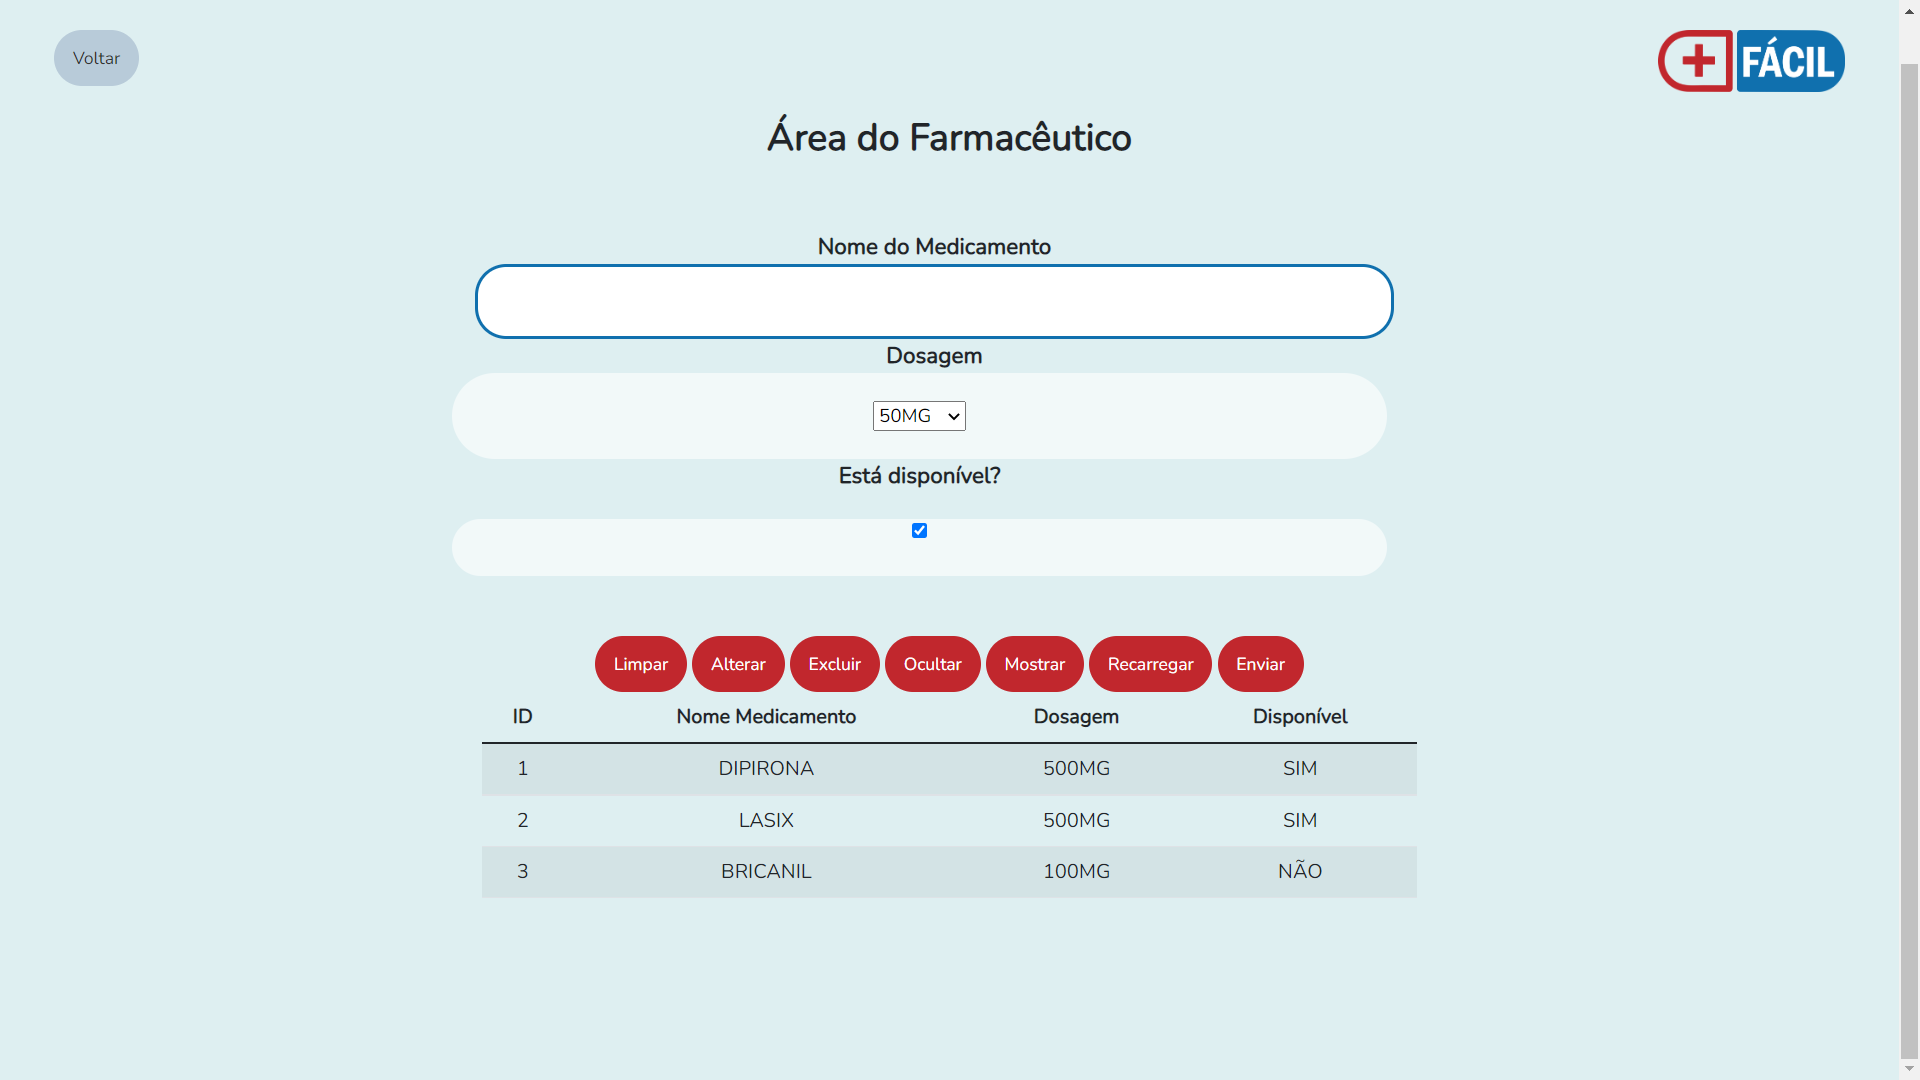 Voltar
FÁCIL
Área do Farmacêutico
Nome do Medicamento
Dosagem
50MG
Está disponível?
Limpar Alterar Excluir Ocultar Mostrar Recarregar Enviar
ID Nome Medicamento Dosagem Disponível
1 DIPIRONA 500MG SIM
2 LASIX 500MG SIM
3 BRICANIL 100MG NÃO